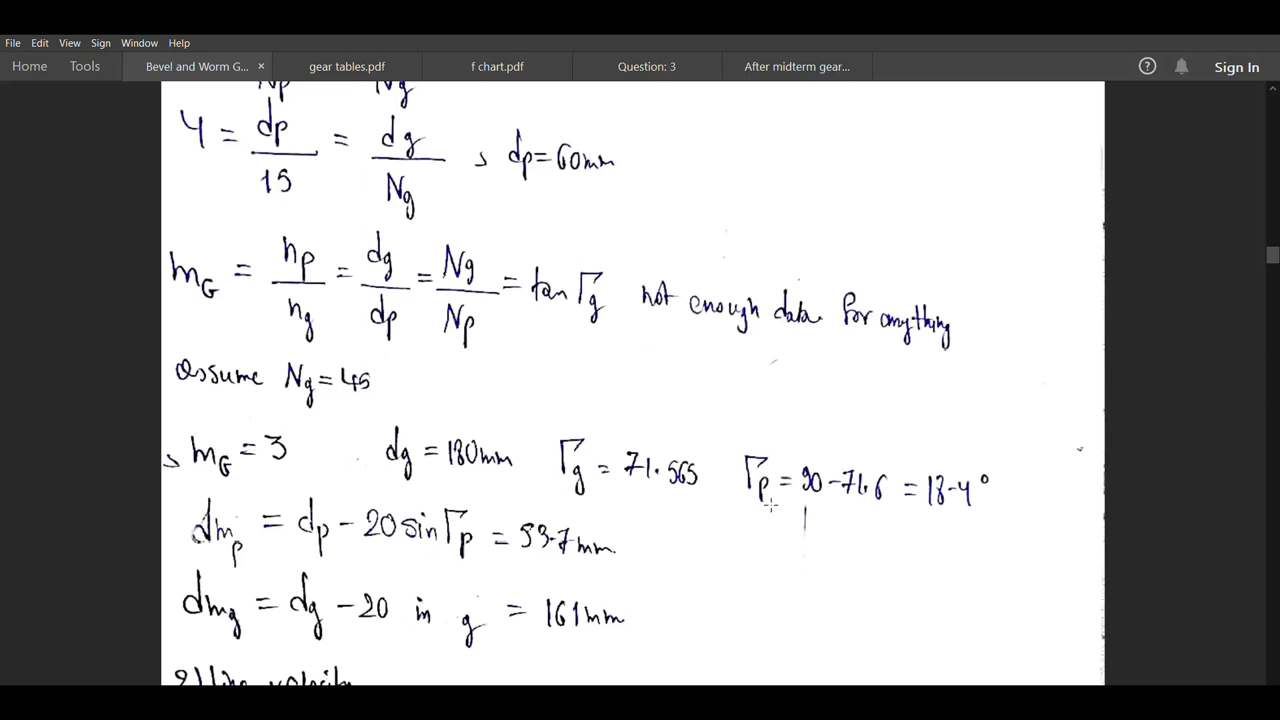 File Edit View Sign Window Help
Home Tools Bevel and Worm G... × gear tables.pdf f chart.pdf Question: 3 After midterm gear... Sign In
Np Ng
4 = dp / 15 = dg / Ng , dp = 60mm
mG = np / ng = dg / dp = Ng / Np = tan Γg not enough data for anything
assume Ng = 45
mG = 3 dg = 180mm Γg = 71.565 Γp = 90 - 71.6 = 18.4°
dmp = dp - 20 sin Γp = 53.7mm
dmg = dg - 20 in g = 161mm
velocity